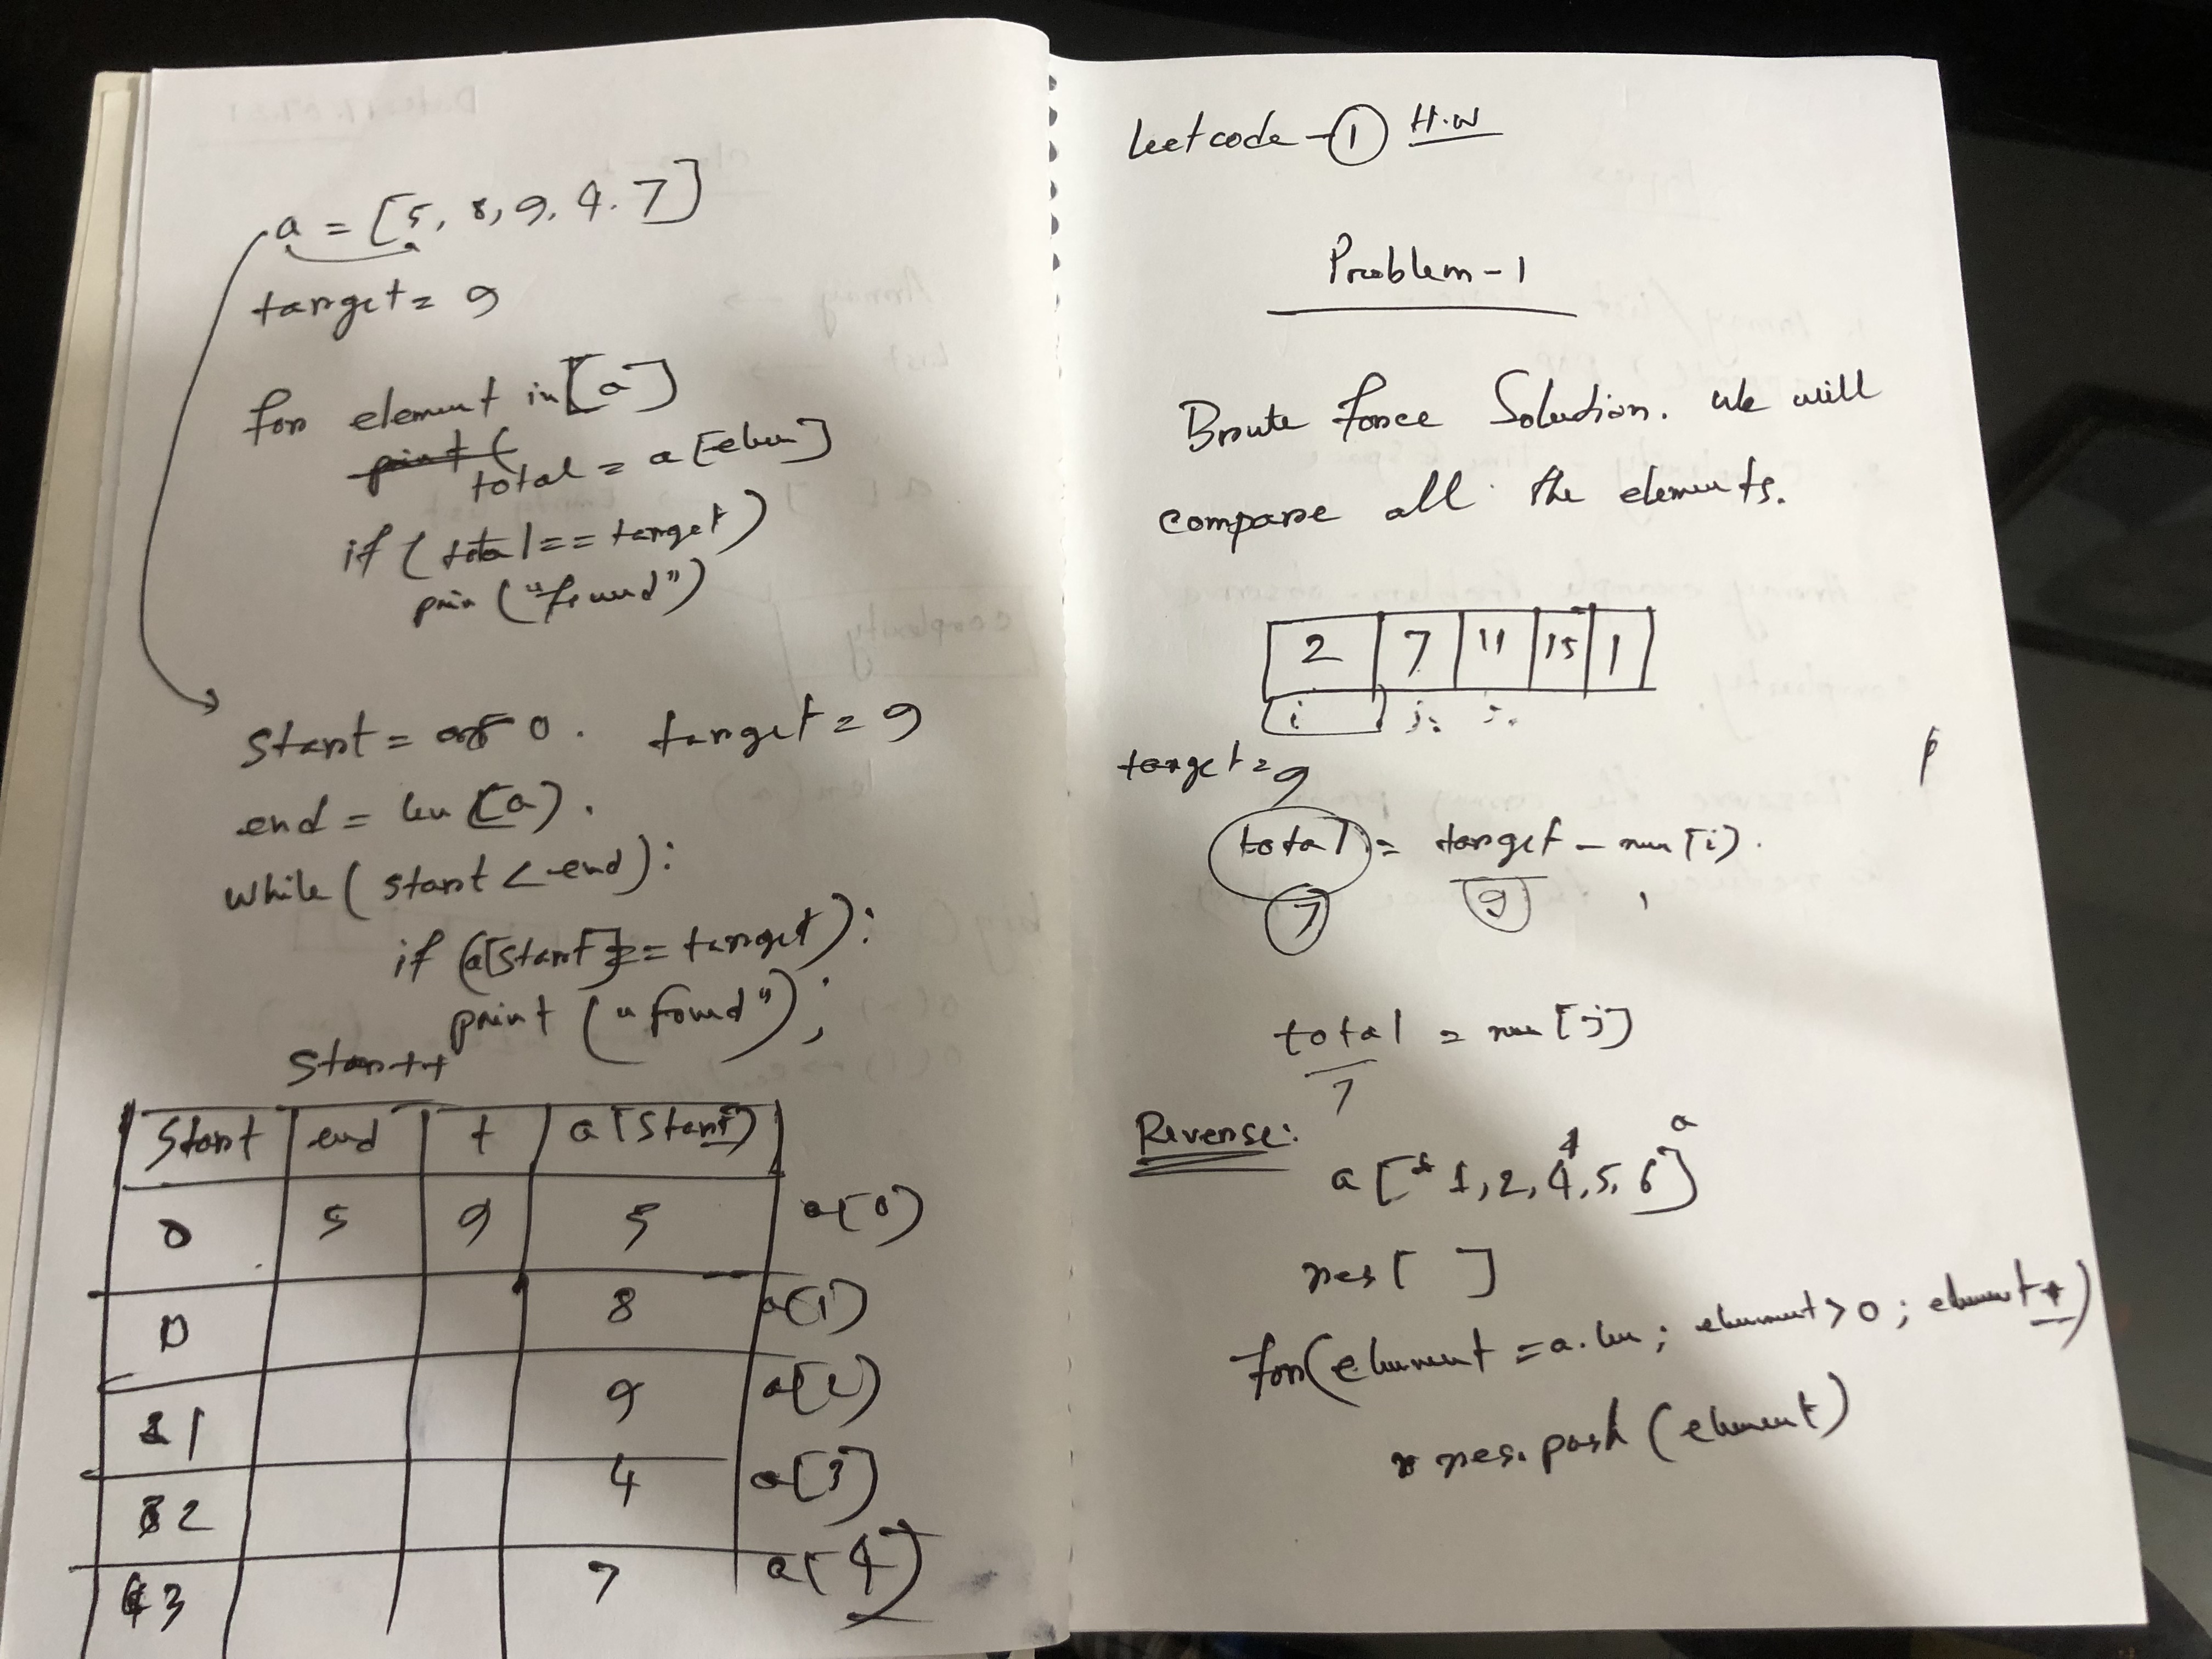 a = [5, 8, 9, 4, 7]
target = 9
for element in [a]
total = a[elem]
if (total == target)
prin ("found")
start = 0. target = 9
end = len [a).
while (start < end):
if (a[start] == target):
print ("found");
start++
start end t a[start]
0 5 9 5 a[0)
0 8 a[1)
1 9 a[2)
2 4 a[3)
3 7 a[4)
Leetcode - 1 H.W
Problem - 1
Brute force Solution. we will
compare all the elements.
2 7 11 15 1
i j: j.
target = 9
total = target - num[i).
7 9
total = num[j)
7
Reverse: a[1, 2, 4, 5, 6]
res[ ]
for(element = a.len; element > 0; element++)
res.push (element)